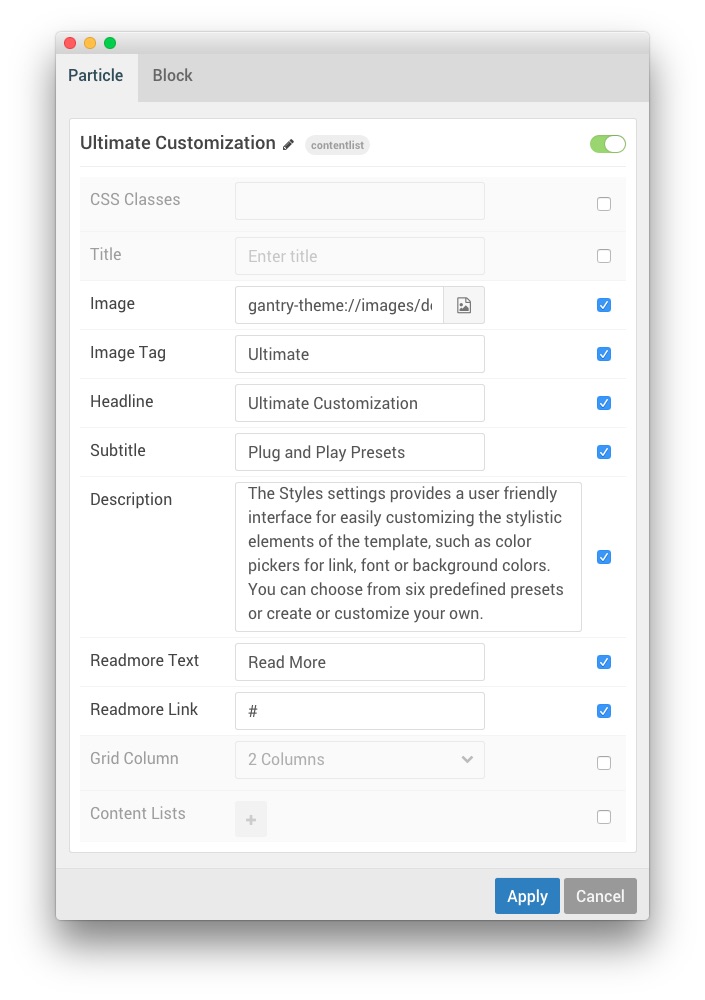 Particle Block
Ultimate Customization contentlist
CSS Classes
Title Enter title
Image gantry-theme://images/d
Image Tag Ultimate
Headline Ultimate Customization
Subtitle Plug and Play Presets
Description The Styles settings provides a user friendly
interface for easily customizing the stylistic
elements of the template, such as color
pickers for link, font or background colors.
You can choose from six predefined presets
or create or customize your own.
Readmore Text Read More
Readmore Link #
Grid Column 2 Columns
Content Lists +
Apply Cancel